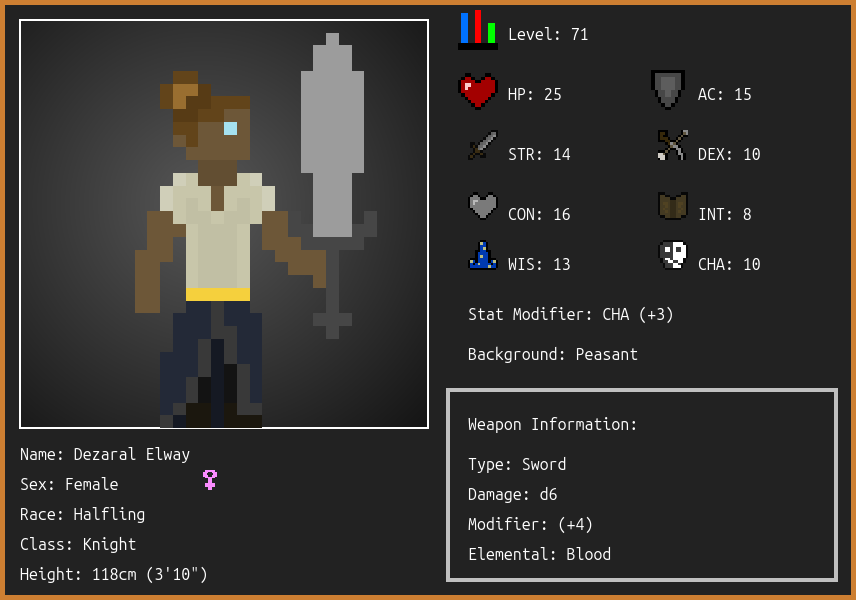 Level: 71
HP: 25
AC: 15
STR: 14
DEX: 10
CON: 16
INT: 8
WIS: 13
CHA: 10
Stat Modifier: CHA (+3)
Background: Peasant
Weapon Information:
Type: Sword
Damage: d6
Modifier: (+4)
Elemental: Blood
Name: Dezaral Elway
Sex: Female
Race: Halfling
Class: Knight
Height: 118cm (3'10")